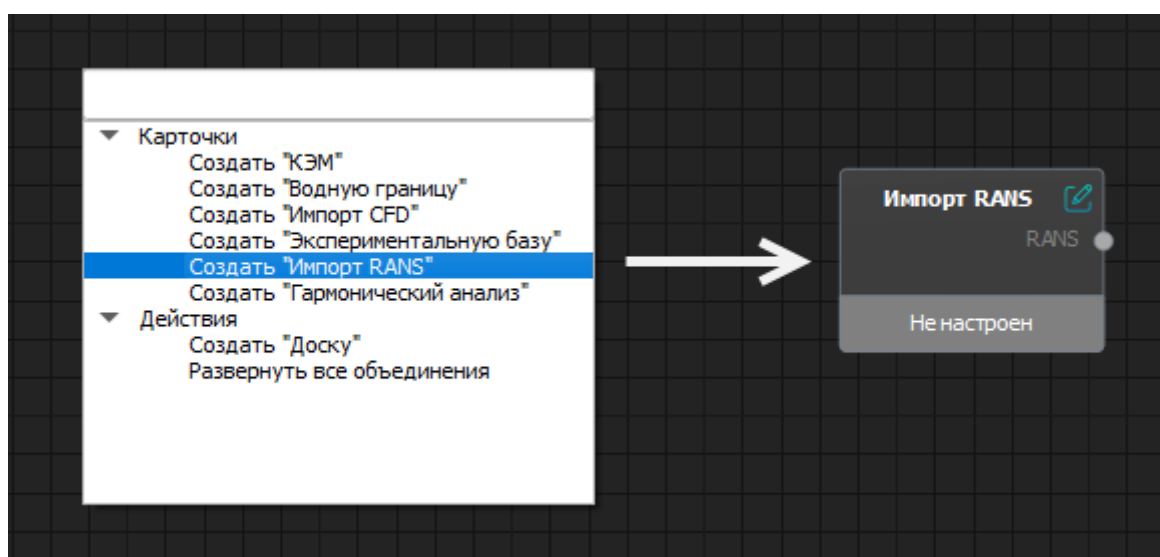 Карточки
Создать "КЭМ"
Создать "Водную границу"
Создать "Импорт CFD"
Создать "Экспериментальную базу"
Создать "Импорт RANS"
Создать "Гармонический анализ"
Действия
Создать "Доску"
Развернуть все объединения
Импорт RANS
RANS
Не настроен